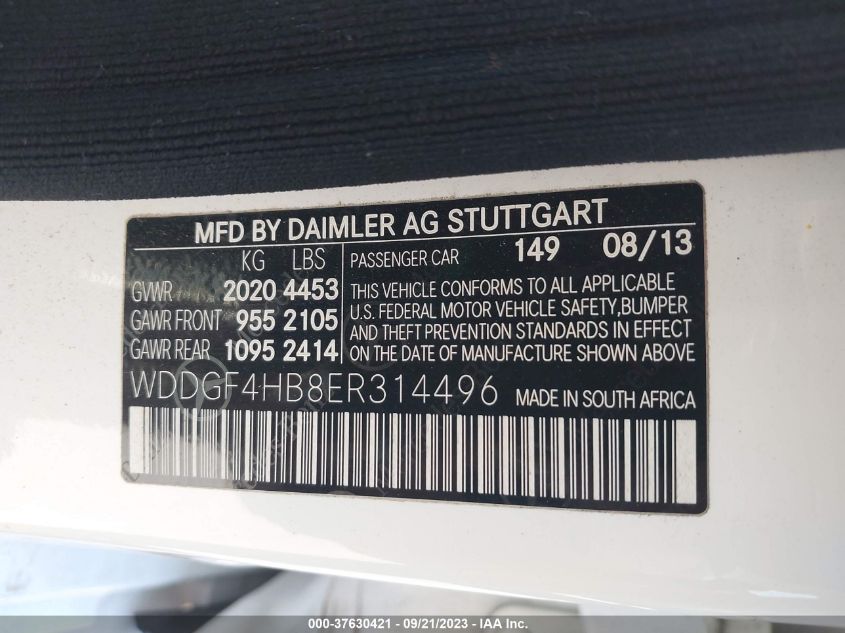 MFD BY DAIMLER AG STUTTGART
KG LBS
GVWR 2020 4453
GAWR FRONT 955 2105
GAWR REAR 1095 2414
PASSENGER CAR 149 08/13
THIS VEHICLE CONFORMS TO ALL APPLICABLE
U.S. FEDERAL MOTOR VEHICLE SAFETY,BUMPER
AND THEFT PREVENTION STANDARDS IN EFFECT
ON THE DATE OF MANUFACTURE SHOWN ABOVE
WDDGF4HB8ER314496 MADE IN SOUTH AFRICA
000-37630421 - 09/21/2023 - © IAA, Inc.